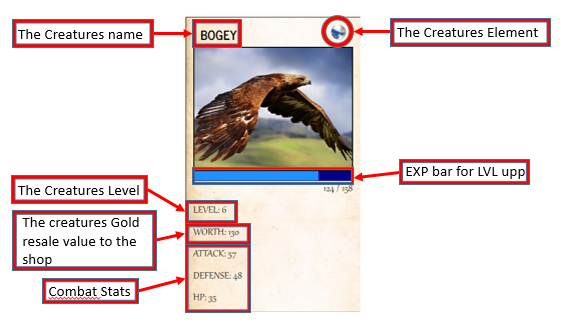 The Creatures name
BOGEY
The Creatures Element
EXP bar for LVL upp
124 / 158
The Creatures Level
LEVEL: 6
The creatures Gold
resale value to the
shop
WORTH: 130
ATTACK: 57
DEFENSE: 48
Combat Stats
HP: 35